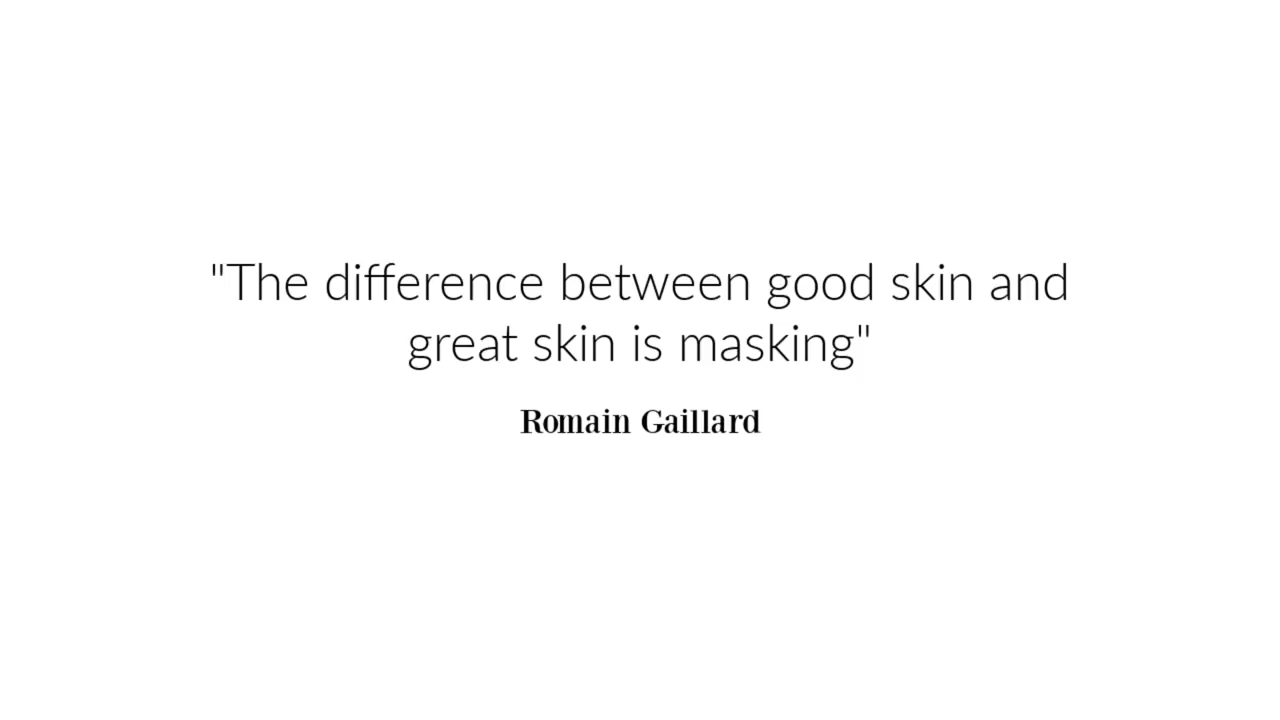 "The difference between good skin and
great skin is masking"
Romain Gaillard